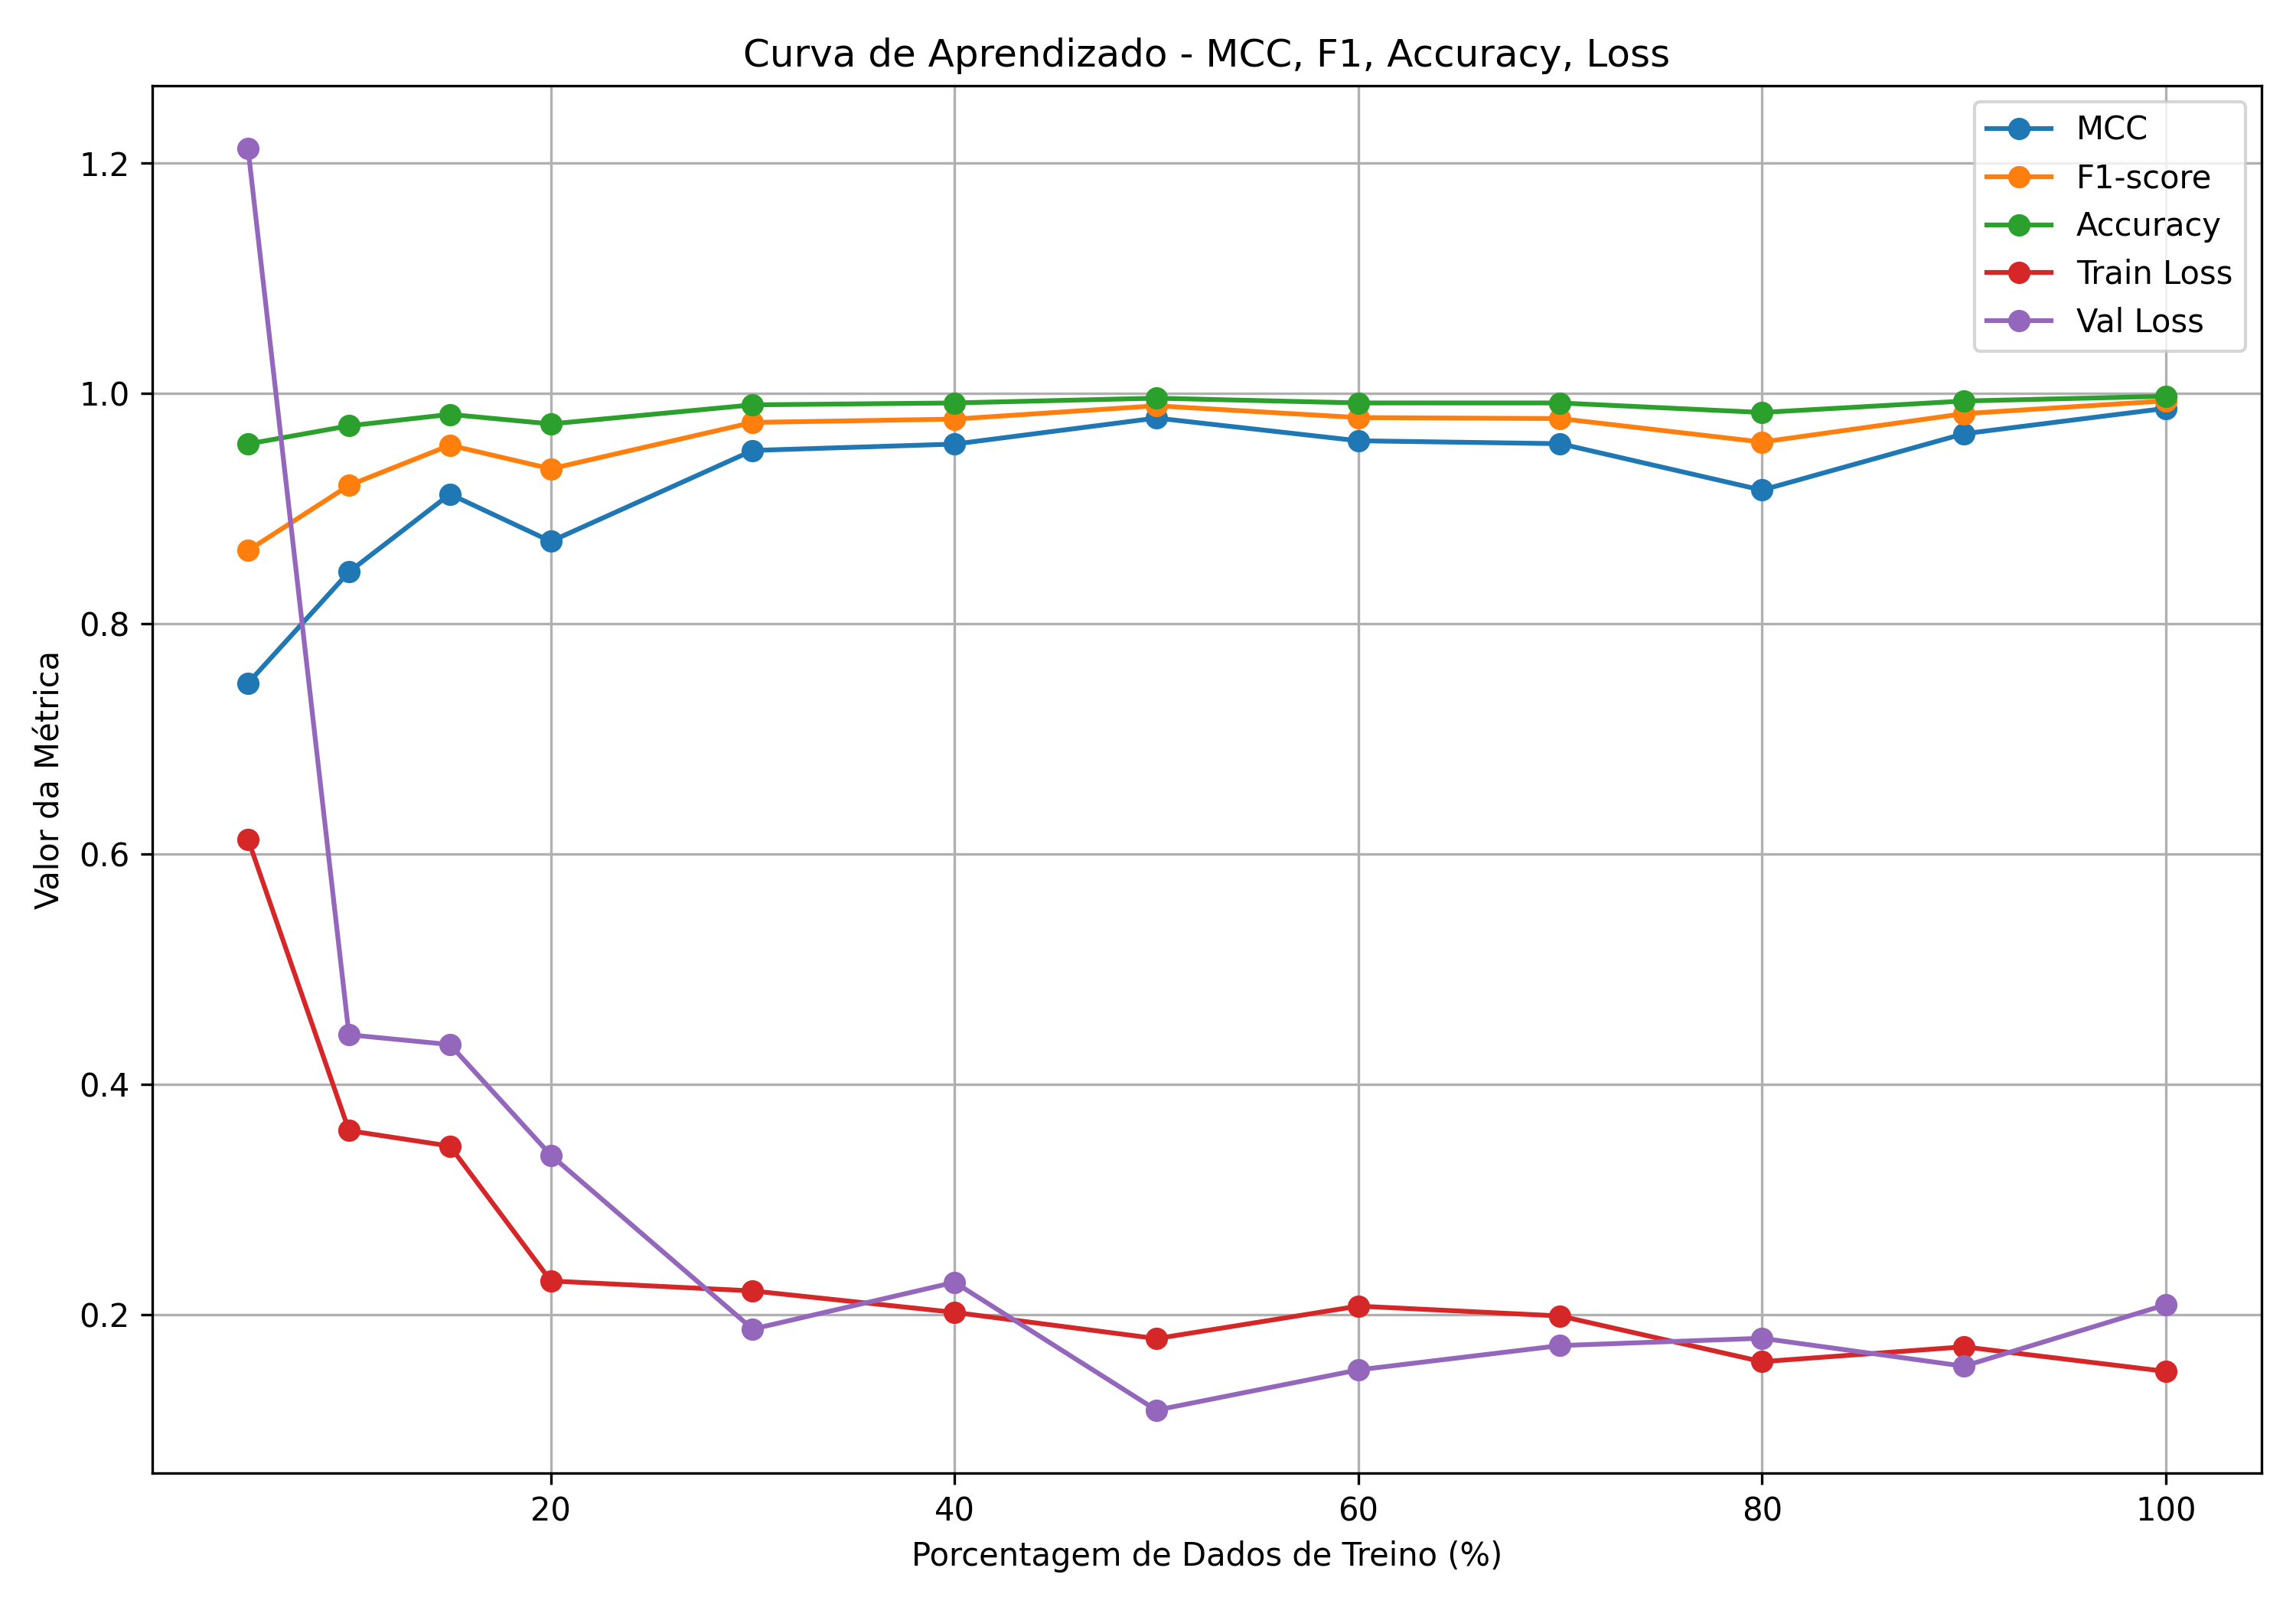 Curva de Aprendizado - MCC, F1, Accuracy, Loss
MCC
F1-score
Accuracy
Train Loss
Val Loss
Valor da Métrica
1.2
1.0
0.8
0.6
0.4
0.2
20
40
60
80
100
Porcentagem de Dados de Treino (%)